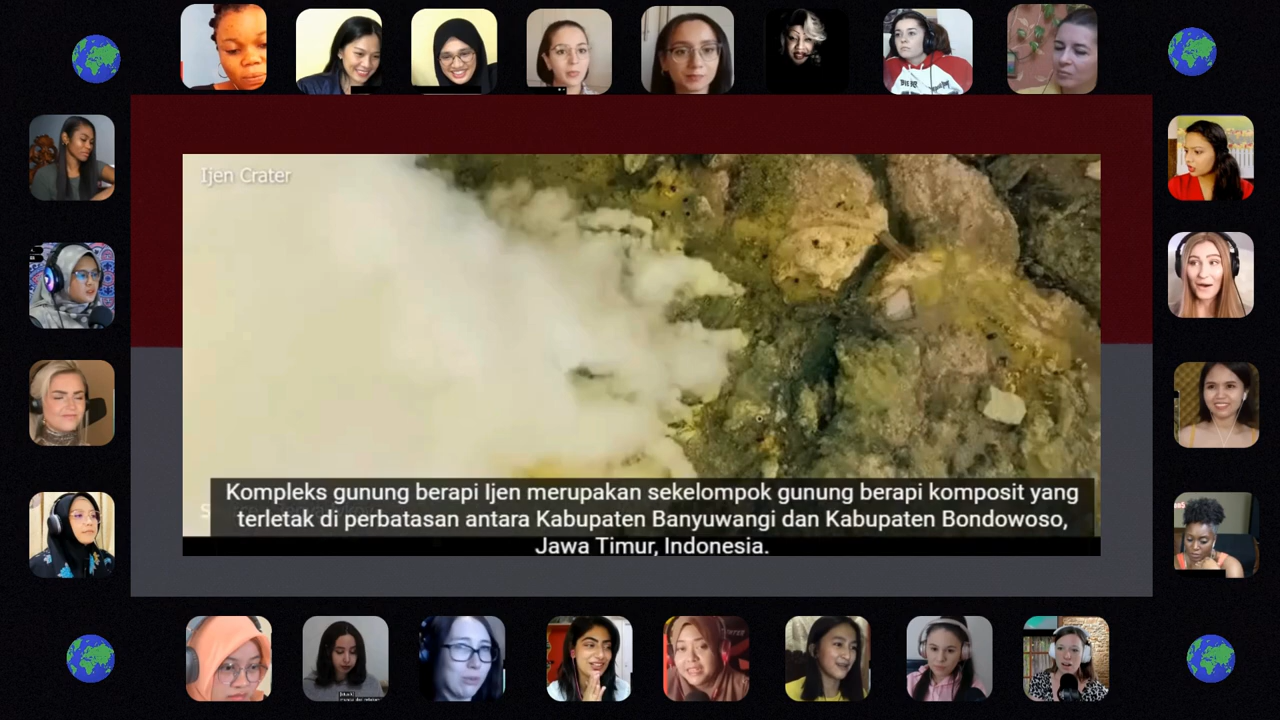 Ijen Crater
Kompleks gunung berapi Ijen merupakan sekelompok gunung berapi komposit yang
terletak di perbatasan antara Kabupaten Banyuwangi dan Kabupaten Bondowoso,
Jawa Timur, Indonesia.